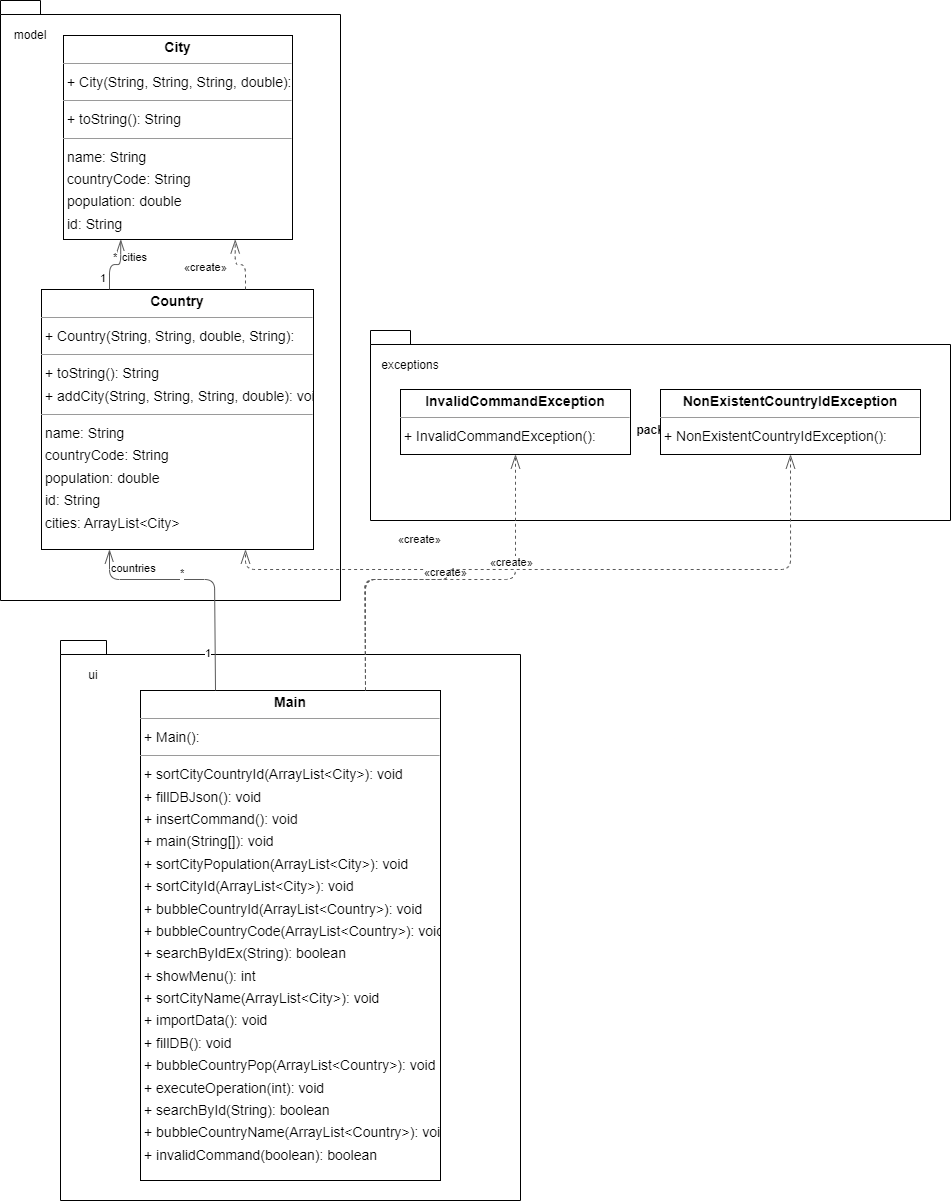 model
City
+ City(String, String, String, double):
+ toString(): String
name: String
countryCode: String
population: double
id: String
* cities
1
«create»
Country
+ Country(String, String, double, String):
+ toString(): String
+ addCity(String, String, String, double): voi
name: String
countryCode: String
population: double
id: String
cities: ArrayList<City>
exceptions
InvalidCommandException
+ InvalidCommandException():
pack
NonExistentCountryIdException
+ NonExistentCountryIdException():
«create»
«create»
«create»
countries
*
1
ui
Main
+ Main():
+ sortCityCountryId(ArrayList<City>): void
+ fillDBJson(): void
+ insertCommand(): void
+ main(String[]): void
+ sortCityPopulation(ArrayList<City>): void
+ sortCityId(ArrayList<City>): void
+ bubbleCountryId(ArrayList<Country>): void
+ bubbleCountryCode(ArrayList<Country>): void
+ searchByIdEx(String): boolean
+ showMenu(): int
+ sortCityName(ArrayList<City>): void
+ importData(): void
+ fillDB(): void
+ bubbleCountryPop(ArrayList<Country>): void
+ executeOperation(int): void
+ searchById(String): boolean
+ bubbleCountryName(ArrayList<Country>): voi
+ invalidCommand(boolean): boolean